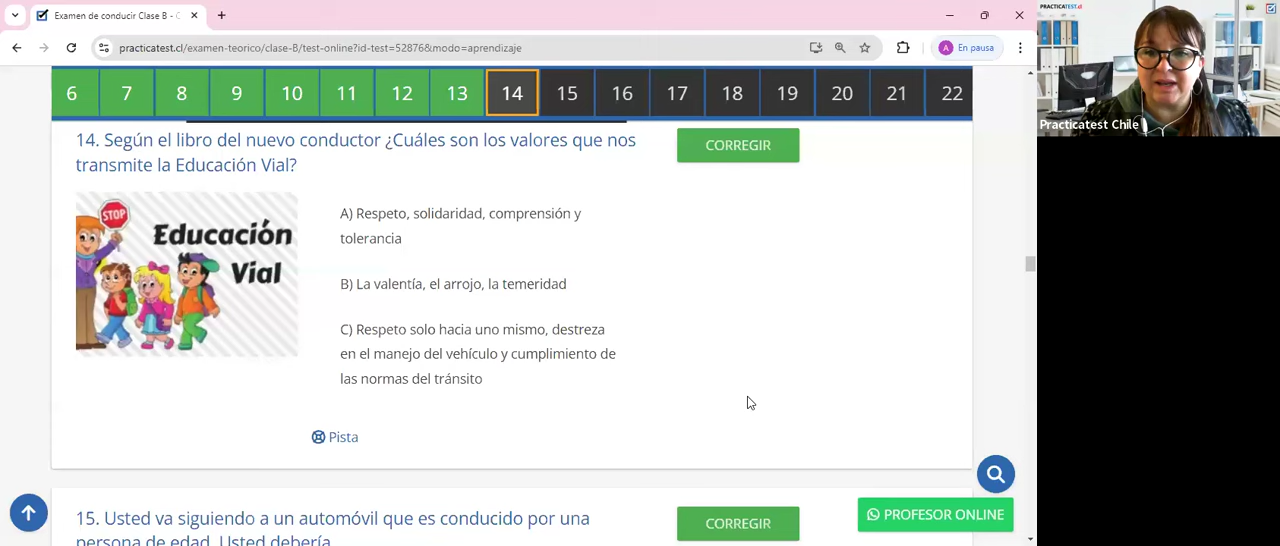 Examen de conducir Clase B - C
practicatest.cl/examen-teorico/clase-B/test-online?id-test=52876&modo=aprendizaje
A En pausa
PRACTICATEST.cl
Practicatest Chile
6 7 8 9 10 11 12 13 14 15 16 17 18 19 20 21 22
14. Según el libro del nuevo conductor ¿Cuáles son los valores que nos
transmite la Educación Vial?
CORREGIR
STOP
Educación
Vial
A) Respeto, solidaridad, comprensión y
tolerancia
B) La valentía, el arrojo, la temeridad
C) Respeto solo hacia uno mismo, destreza
en el manejo del vehículo y cumplimiento de
las normas del tránsito
Pista
PROFESOR ONLINE
15. Usted va siguiendo a un automóvil que es conducido por una
persona de edad. Usted debería
CORREGIR